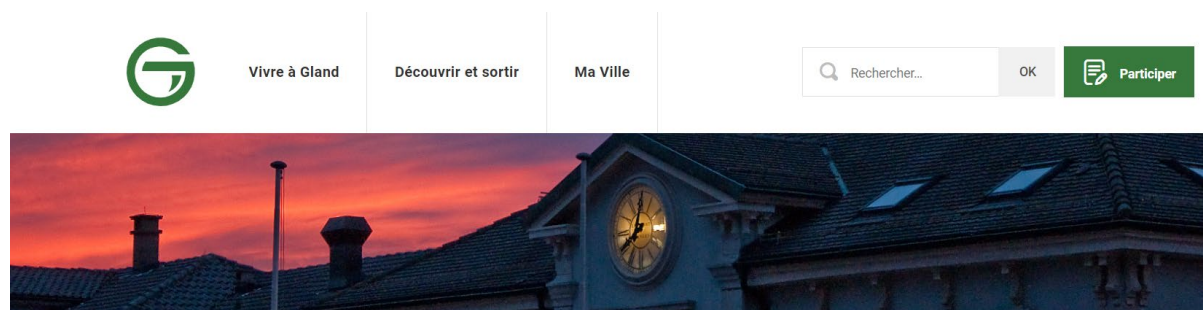 Vivre à Gland
Découvrir et sortir
Ma Ville
Rechercher...
OK
Participer